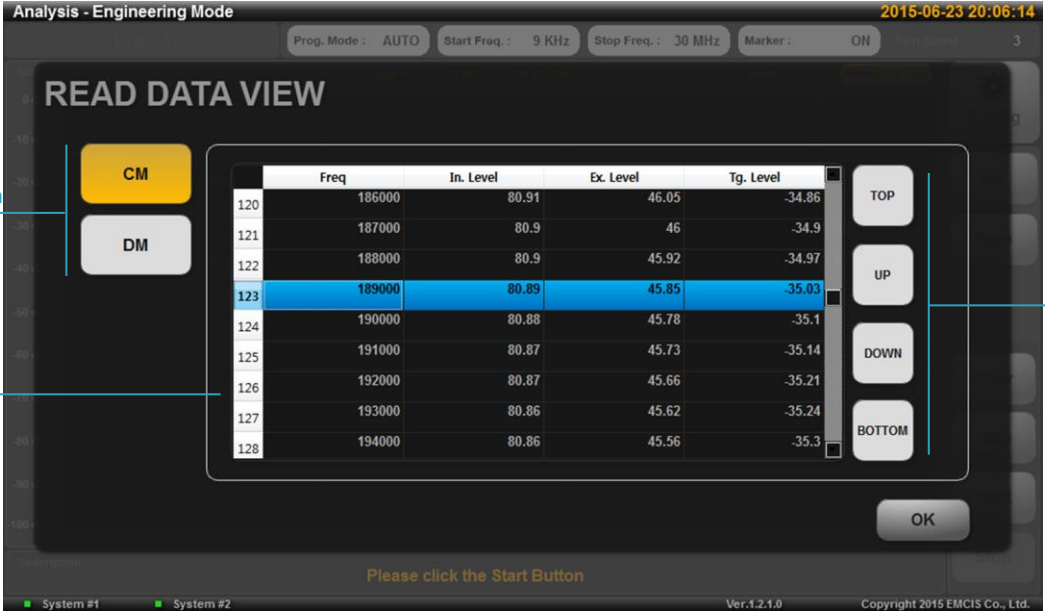 Analysis - Engineering Mode 2015-06-23 20:06:14
Prog. Mode : AUTO Start Freq. : 9 KHz Stop Freq. : 30 MHz Marker : ON 3
READ DATA VIEW
CM
DM
Freq In. Level Ex. Level Tg. Level
120 186000 80.91 46.05 -34.86
121 187000 80.9 46 -34.9
122 188000 80.9 45.92 -34.97
123 189000 80.89 45.85 -35.03
124 190000 80.88 45.78 -35.1
125 191000 80.87 45.73 -35.14
126 192000 80.87 45.66 -35.21
127 193000 80.86 45.62 -35.24
128 194000 80.86 45.56 -35.3
TOP
UP
DOWN
BOTTOM
OK
Description
Please click the Start Button
Stop
System #1 System #2 Ver.1.2.1.0 Copyright 2015 EMCIS Co., Ltd.